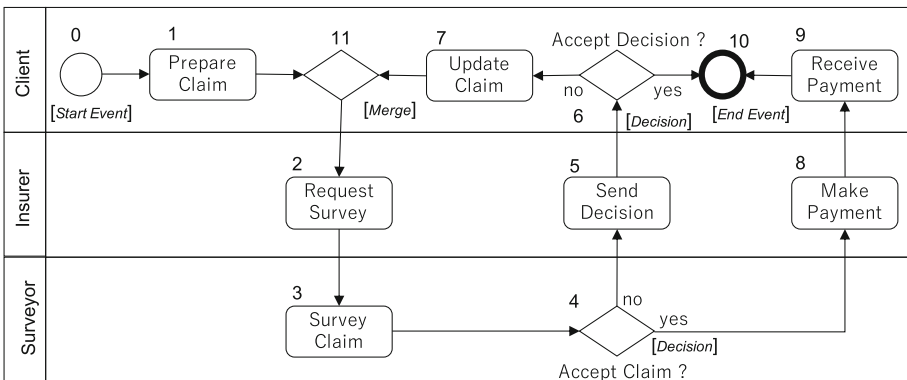 Client
0
[Start Event]
1
Prepare
Claim
11
[Merge]
7
Update
Claim
Accept Decision ?
no
yes
6
[Decision]
10
[End Event]
9
Receive
Payment
Insurer
2
Request
Survey
5
Send
Decision
8
Make
Payment
Surveyor
3
Survey
Claim
4
no
yes
[Decision]
Accept Claim ?